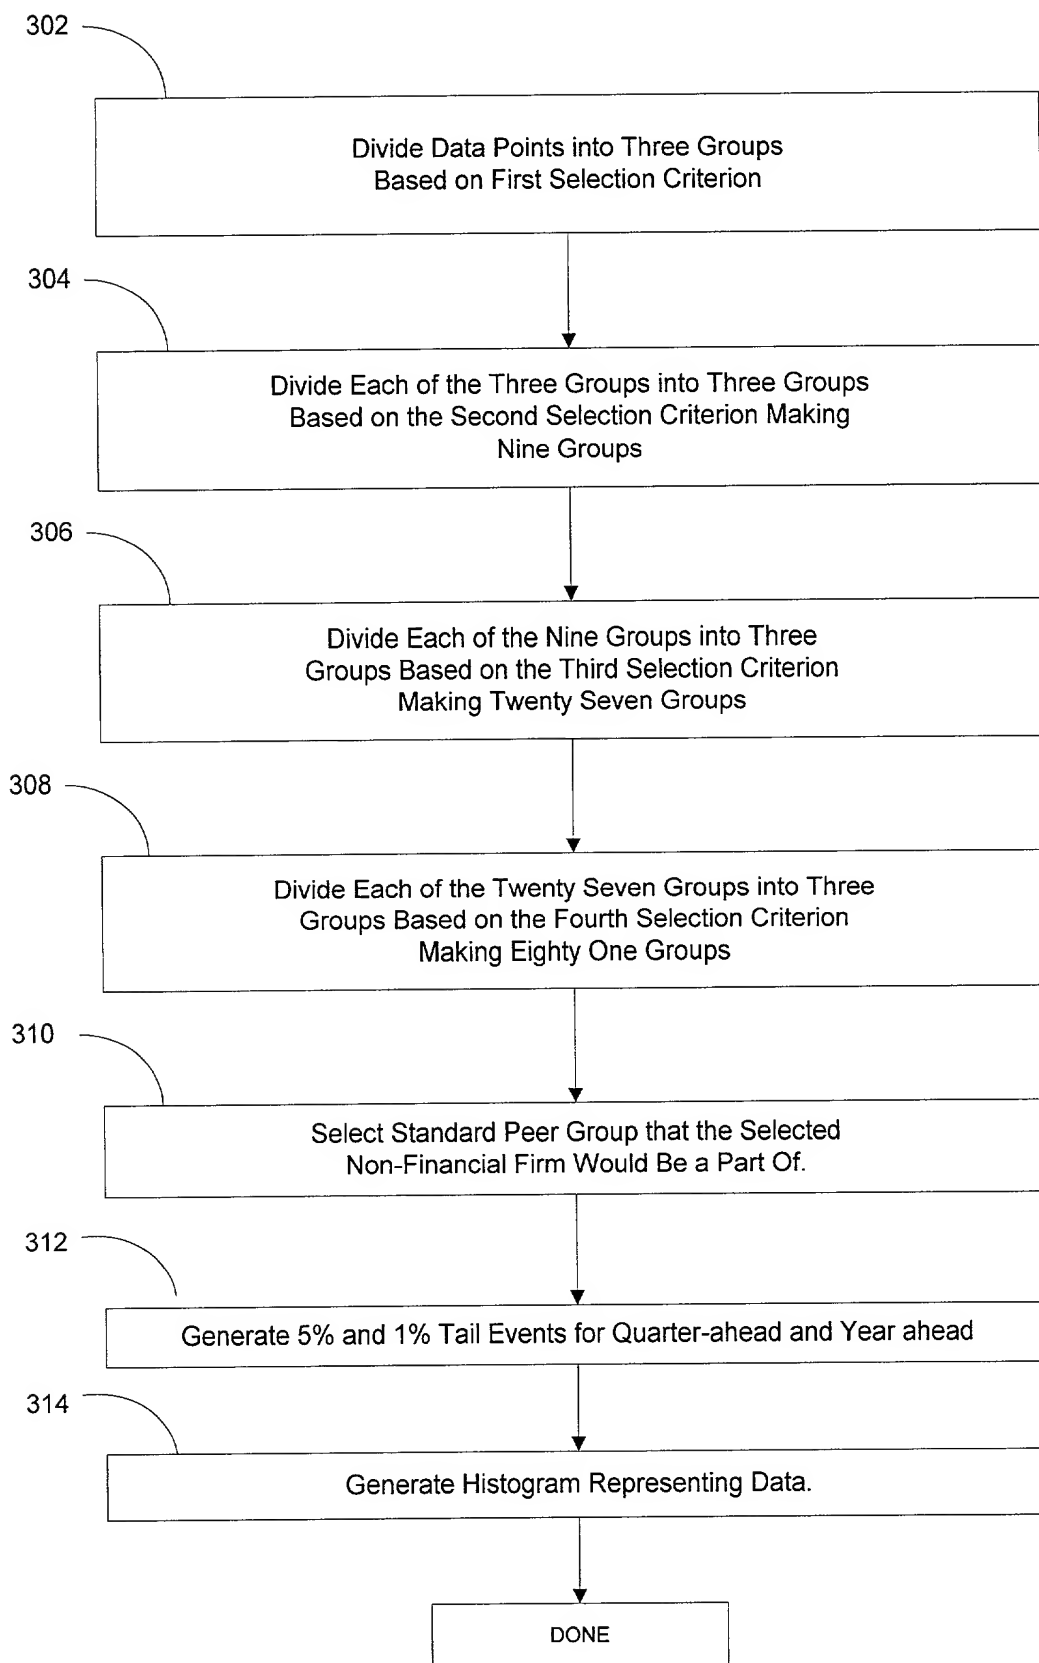 302
Divide Data Points into Three Groups
Based on First Selection Criterion
304
Divide Each of the Three Groups into Three Groups
Based on the Second Selection Criterion Making
Nine Groups
306
Divide Each of the Nine Groups into Three
Groups Based on the Third Selection Criterion
Making Twenty Seven Groups
308
Divide Each of the Twenty Seven Groups into Three
Groups Based on the Fourth Selection Criterion
Making Eighty One Groups
310
Select Standard Peer Group that the Selected
Non-Financial Firm Would Be a Part Of.
312
Generate 5% and 1% Tail Events for Quarter-ahead and Year ahead
314
Generate Histogram Representing Data.
DONE